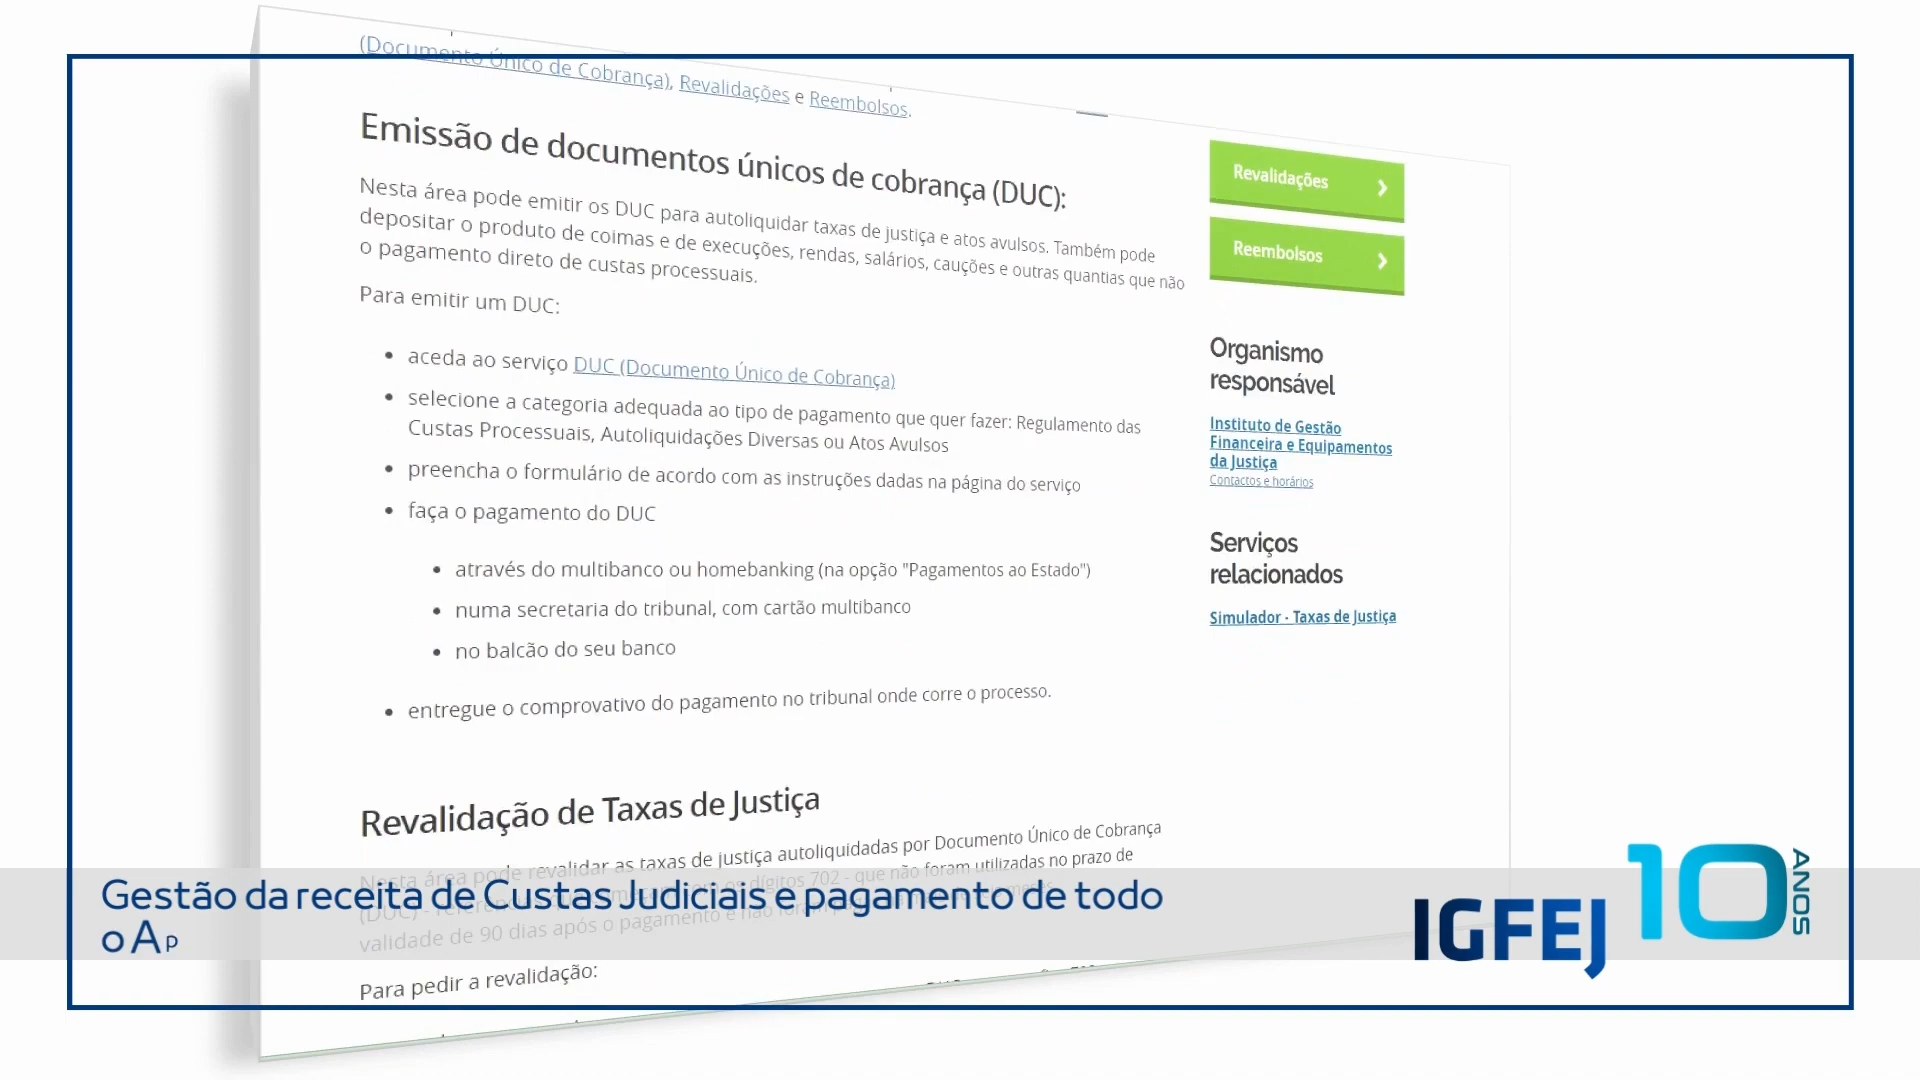 (Documento Único de Cobrança), Revalidações e Reembolsos.
Emissão de documentos únicos de cobrança (DUC):
Nesta área pode emitir os DUC para autoliquidar taxas de justiça e atos avulsos. Também pode
depositar o produto de coimas e de execuções, rendas, salários, cauções e outras quantias que não
o pagamento direto de custas processuais.
Para emitir um DUC:
• aceda ao serviço DUC (Documento Único de Cobrança)
• selecione a categoria adequada ao tipo de pagamento que quer fazer: Regulamento das
Custas Processuais, Autoliquidações Diversas ou Atos Avulsos
• preencha o formulário de acordo com as instruções dadas na página do serviço
• faça o pagamento do DUC
• através do multibanco ou homebanking (na opção "Pagamentos ao Estado")
• numa secretaria do tribunal, com cartão multibanco
• no balcão do seu banco
• entregue o comprovativo do pagamento no tribunal onde corre o processo.
Revalidação de Taxas de Justiça
Nesta área pode revalidar as taxas de justiça autoliquidadas por Documento Único de Cobrança
(DUC) - dígitos 702 - que não foram utilizadas no prazo de
validade de 90 dias após o pagamento e não foram
Para pedir a revalidação:
Revalidações
Reembolsos
Organismo
responsável
Instituto de Gestão
Financeira e Equipamentos
da Justiça
Contactos e horários
Serviços
relacionados
Simulador - Taxas de Justiça
Gestão da receita de Custas Judiciais e pagamento de todo
o Ap
IGFEJ
10
ANOS